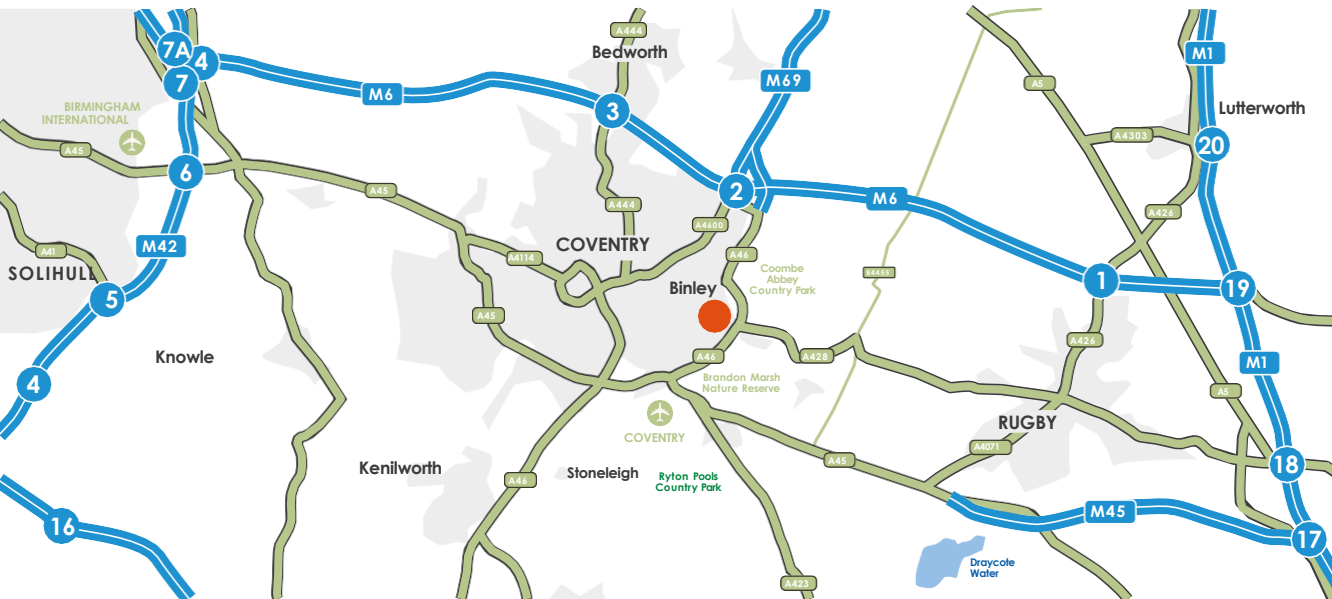 A444
Bedworth
7A
4
M1
M69
7
M6
A5
BIRMINGHAM
INTERNATIONAL
3
Lutterworth
A4303
20
A45
6
A45
2
M6
A444
A4600
A426
M42
A41
SOLIHULL
COVENTRY
A4114
A46
Coombe
Abbey
Country Park
B4455
5
Binley
1
19
A45
Knowle
A46
A428
A426
M1
4
Brandon Marsh
Nature Reserve
A5
COVENTRY
RUGBY
A4071
Kenilworth
Stoneleigh
A45
18
A46
Ryton Pools
Country Park
16
M45
17
Draycote
Water
A423